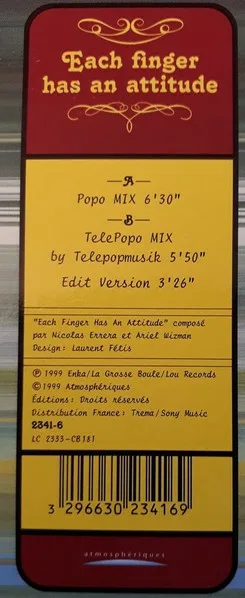 Each finger
has an attitude
—A—
Popo MIX 6'30"
—B—
TelePopo MIX
by Telepopmusik 5'50"
Edit Version 3'26"
"Each Finger Has An Attitude" composé
par Nicolas Errera et Ariel Wizman
Design: Laurent Fétis
℗ 1999 Enka/La Grosse Boule/Lou Records
© 1999 Atmosphériques
Éditions: Droits réservés
Distribution France: Trema/Sony Music
2341-6
LC 2333-CB181
3 296630 234169
atmosphériques